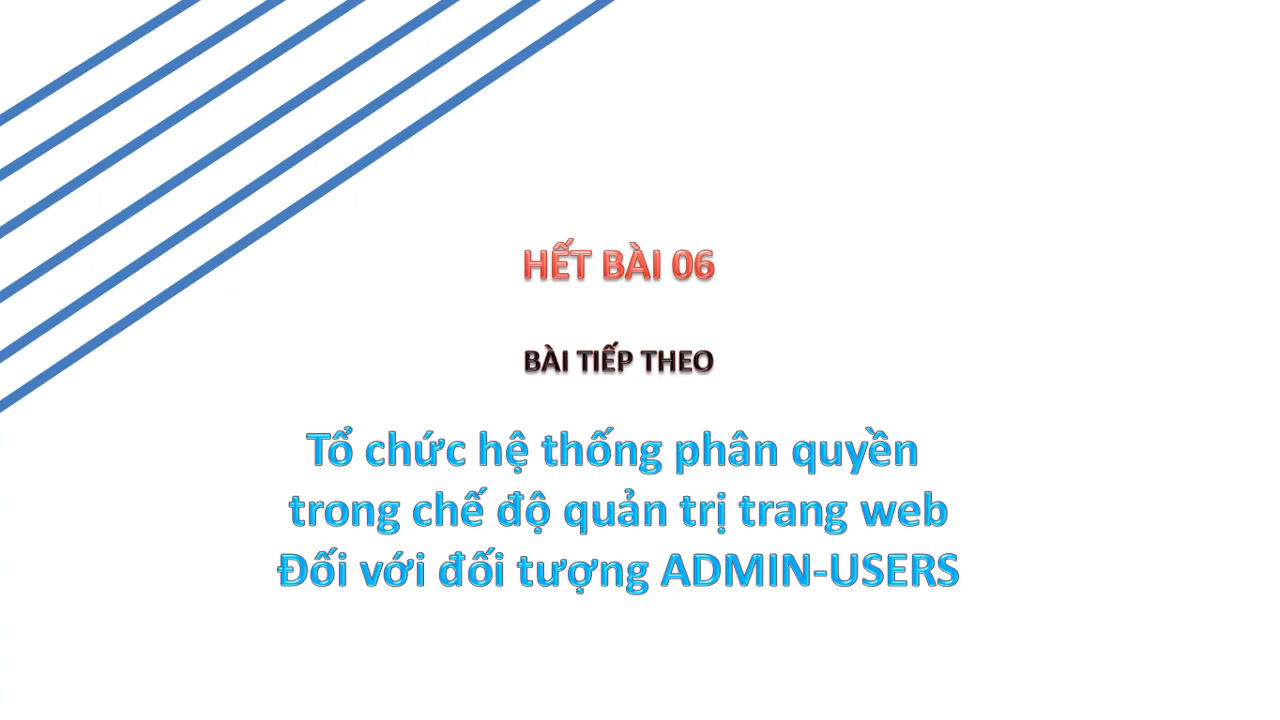 HẾT BÀI 06
BÀI TIẾP THEO
Tổ chức hệ thống phân quyền
trong chế độ quản trị trang web
Đối với đối tượng ADMIN-USERS